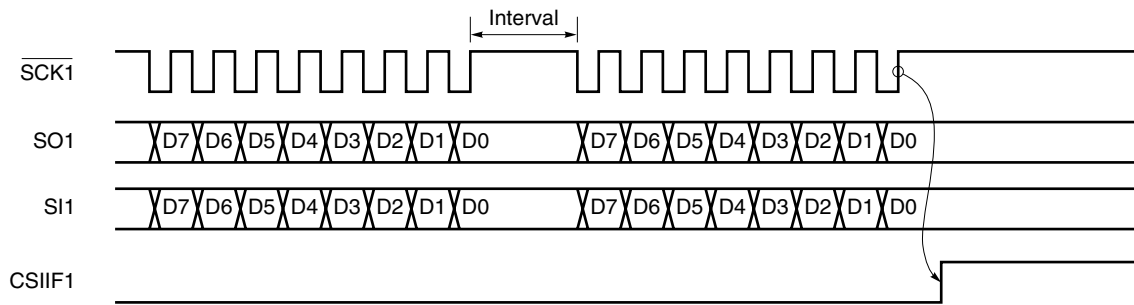 Interval
SCK1
SO1 D7 D6 D5 D4 D3 D2 D1 D0 D7 D6 D5 D4 D3 D2 D1 D0
SI1 D7 D6 D5 D4 D3 D2 D1 D0 D7 D6 D5 D4 D3 D2 D1 D0
CSIIF1